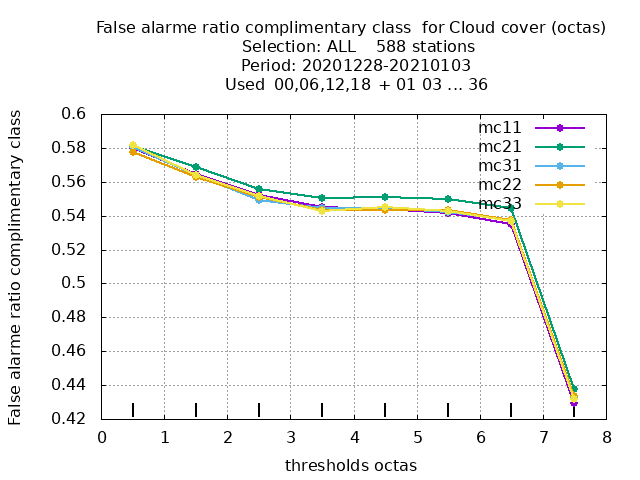 False alarme ratio complimentary class  for Cloud cover (octas)
Selection: ALL    588 stations
Period: 20201228-20210103
Used  00,06,12,18  + 01 03 ... 36
False alarme ratio complimentary class
0.6
0.58
0.56
0.54
0.52
0.5
0.48
0.46
0.44
0.42
mc11
mc21
mc31
mc22
mc33
0 1 2 3 4 5 6 7 8
thresholds octas